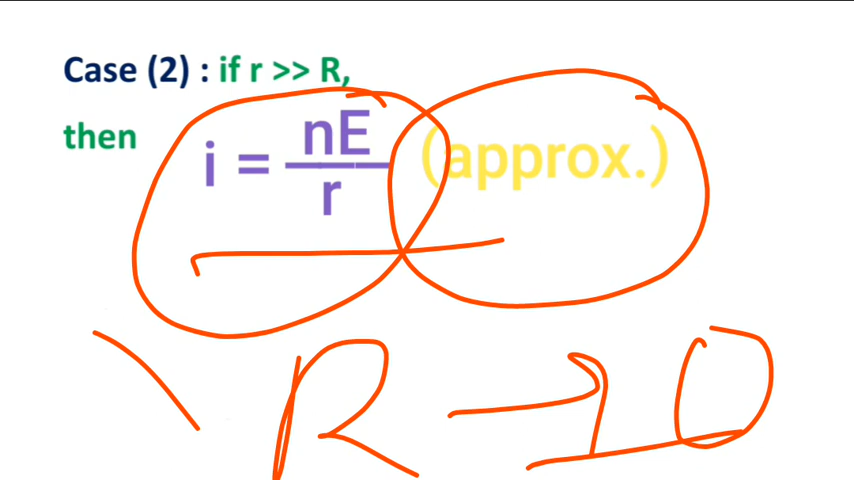 Case (2) : if r >> R,
then i = nE/r (approx.)
R → 0